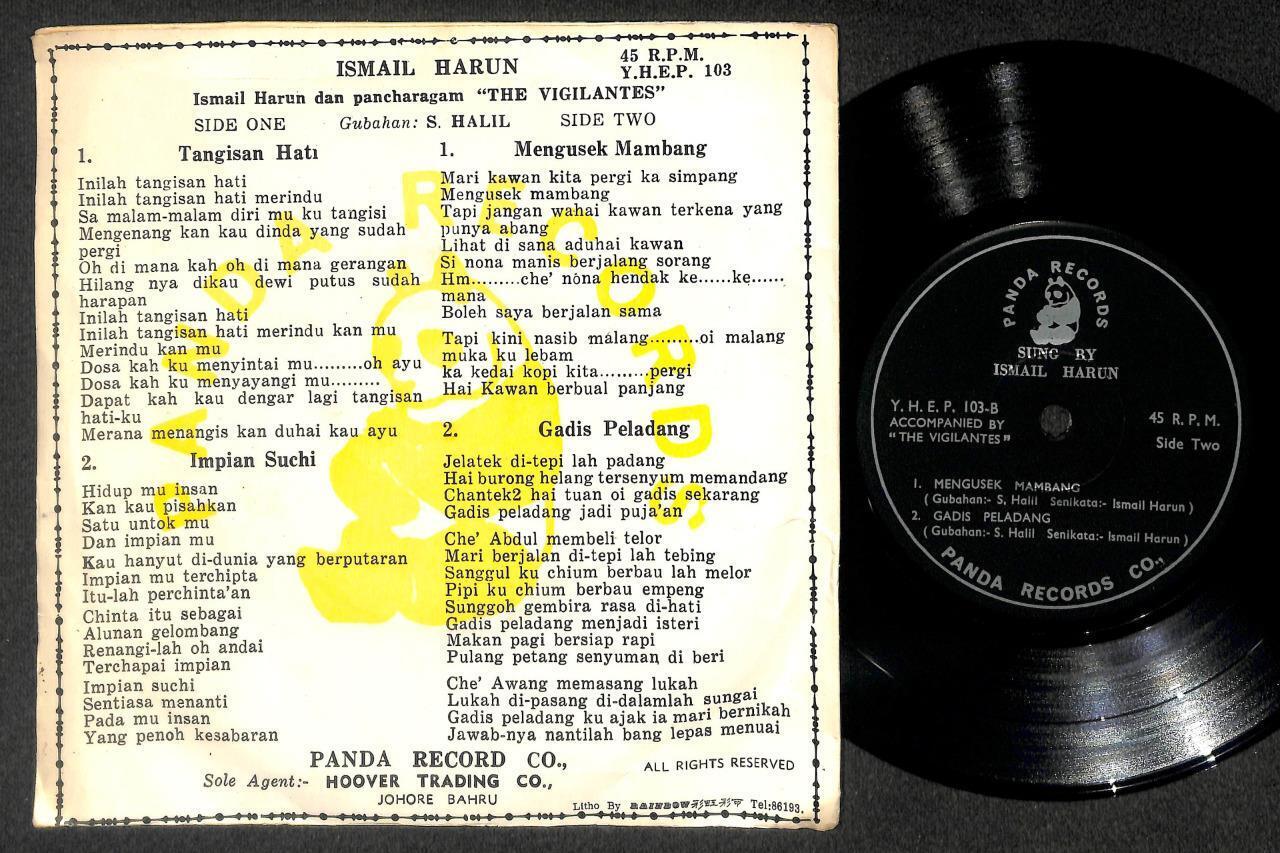 ISMAIL HARUN
45 R.P.M.
Y.H.E.P. 103
Ismail Harun dan pancharagam "THE VIGILANTES"
SIDE ONE Gubahan: S. HALIL SIDE TWO
1. Tangisan Hati
Inilah tangisan hati
Inilah tangisan hati merindu
Sa malam-malam diri mu ku tangisi
Mengenang kan kau dinda yang sudah
pergi
Oh di mana kah oh di mana gerangan
Hilang nya dikau dewi putus sudah
harapan
Inilah tangisan hati
Inilah tangisan hati merindu kan mu
Merindu kan mu
Dosa kah ku menyintai mu.........oh ayu
Dosa kah ku menyayangi mu.........
Dapat kah kau dengar lagi tangisan
hati-ku
Merana menangis kan duhai kau ayu
2. Impian Suchi
Hidup mu insan
Kan kau pisahkan
Satu untok mu
Dan impian mu
Kau hanyut di-dunia yang berputaran
Impian mu terchipta
Itu-lah perchinta'an
Chinta itu sebagai
Alunan gelombang
Renangi-lah oh andai
Terchapai impian
Impian suchi
Sentiasa menanti
Pada mu insan
Yang penoh kesabaran
1. Mengusek Mambang
Mari kawan kita pergi ka simpang
Mengusek mambang
Tapi jangan wahai kawan terkena yang
punya abang
Lihat di sana aduhai kawan
Si nona manis berjalang sorang
Hm.........che' nona hendak ke......ke......
mana
Boleh saya berjalan sama
Tapi kini nasib malang.........oi malang
muka ku lebam
ka kedai kopi kita.........pergi
Hai Kawan berbual panjang
2. Gadis Peladang
Jelatek di-tepi lah padang
Hai burong helang tersenyum memandang
Chantek2 hai tuan oi gadis sekarang
Gadis peladang jadi puja'an
Che' Abdul membeli telor
Mari berjalan di-tepi lah tebing
Sanggul ku chium berbau lah melor
Pipi ku chium berbau empeng
Sunggoh gembira rasa di-hati
Gadis peladang menjadi isteri
Makan pagi bersiap rapi
Pulang petang senyuman di beri
Che' Awang memasang lukah
Lukah di-pasang di-dalamlah sungai
Gadis peladang ku ajak ia mari bernikah
Jawab-nya nantilah bang lepas menuai
PANDA RECORDS
PANDA RECORD CO.,
ALL RIGHTS RESERVED
Sole Agent:- HOOVER TRADING CO.,
JOHORE BAHRU
Litho By RAINBOW Tel:86193.
PANDA RECORDS
SUNG BY
ISMAIL HARUN
Y. H. E. P. 103-B
ACCOMPANIED BY
"THE VIGILANTES"
45 R. P. M.
Side Two
1. MENGUSEK MAMBANG
( Gubahan:- S, Halil Senikata:- Ismail Harun )
2. GADIS PELADANG
( Gubahan:- S. Halil Senikata:- Ismail Harun )
PANDA RECORDS CO.,